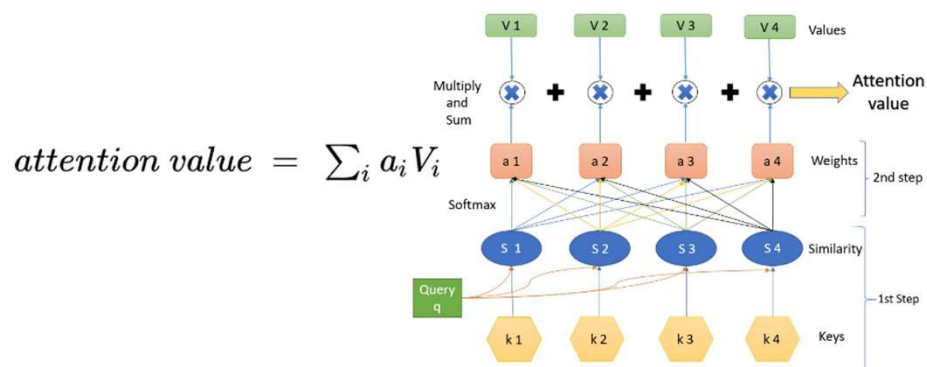 attention value = ∑ᵢ aᵢVᵢ
V 1 V 2 V 3 V 4 Values
Multiply and Sum
Attention value
a 1 a 2 a 3 a 4 Weights
2nd step
Softmax
S 1 S 2 S 3 S 4 Similarity
Query q
1st Step
k 1 k 2 k 3 k 4 Keys